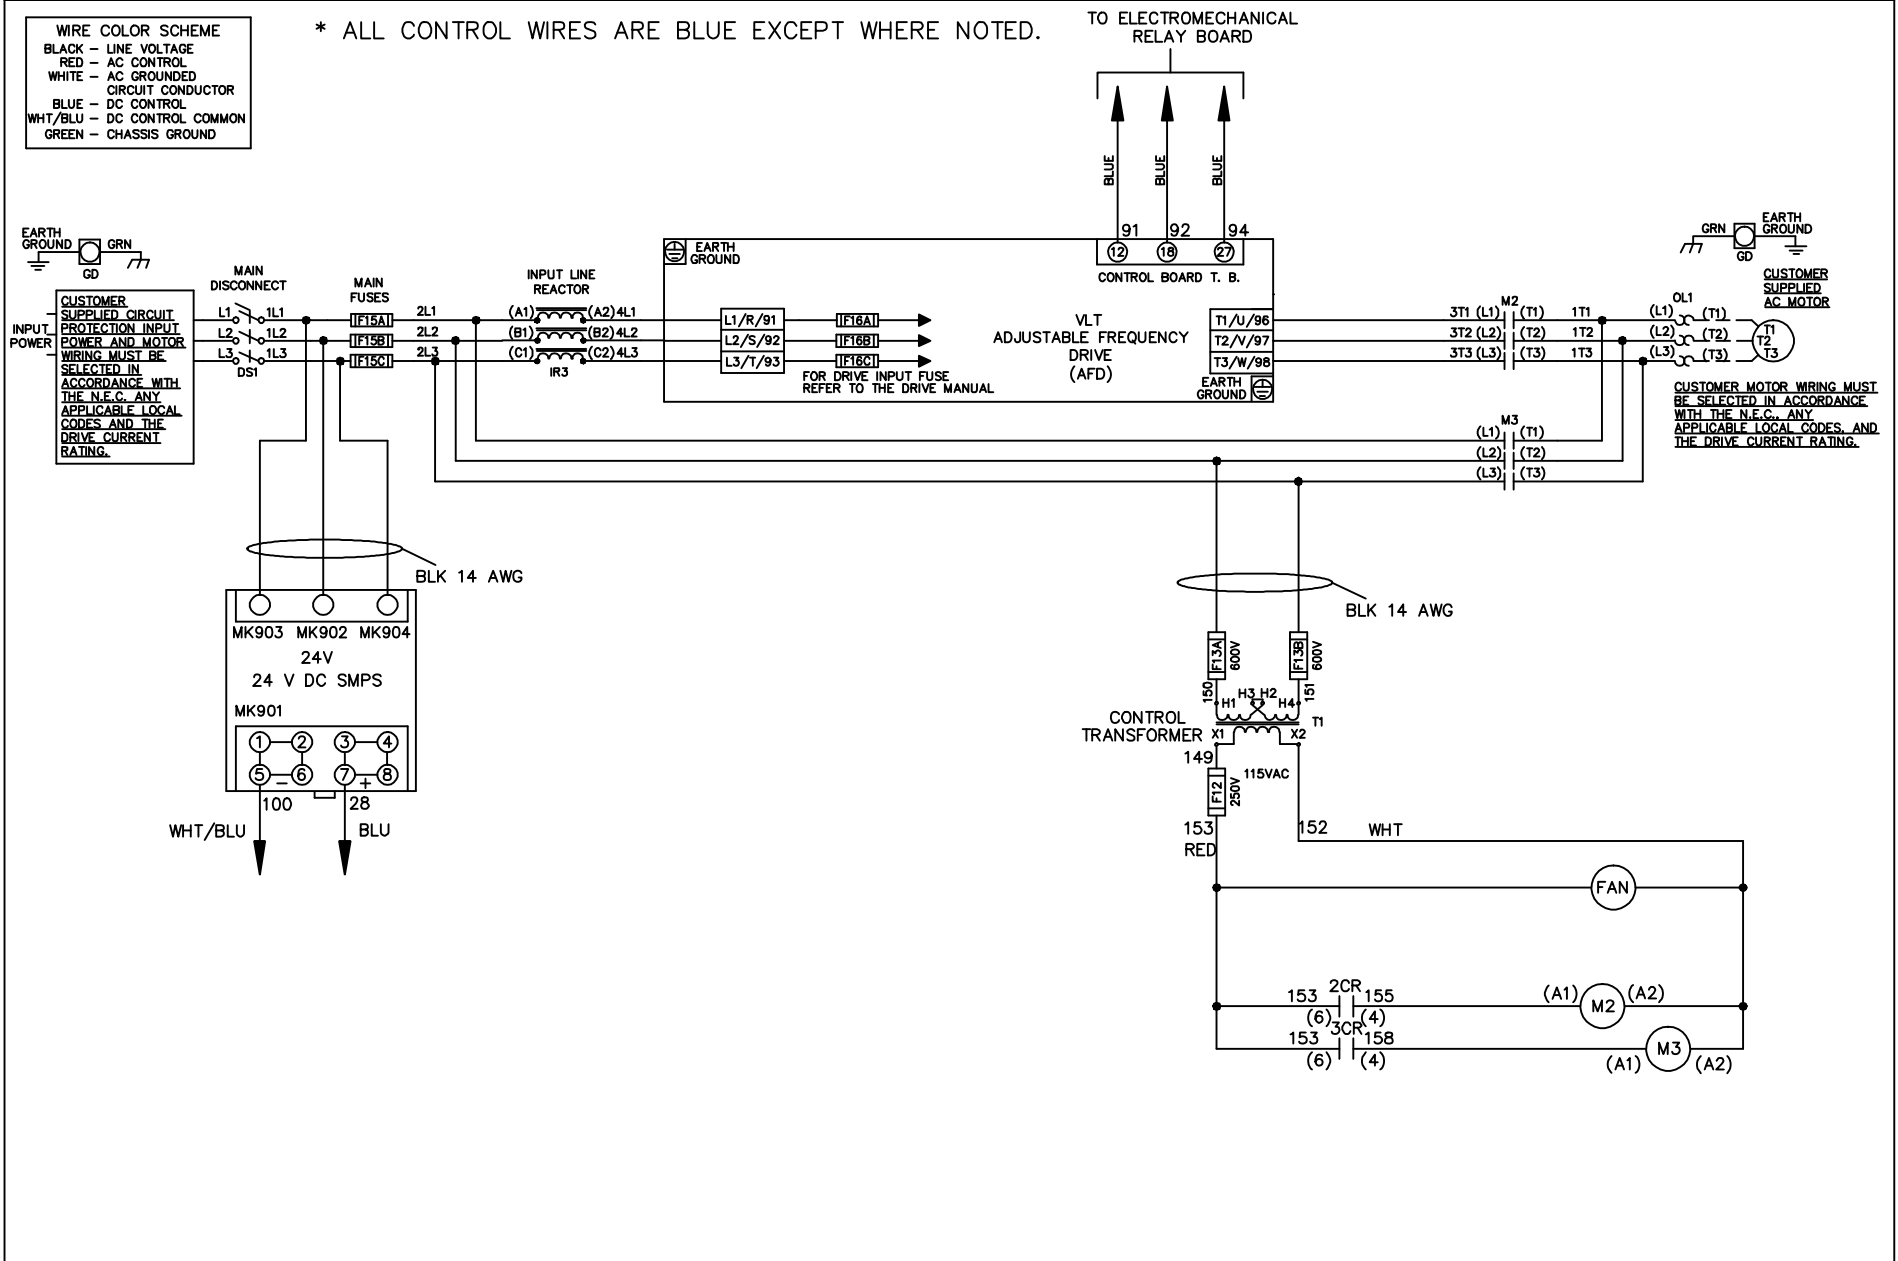 WIRE COLOR SCHEME
BLACK – LINE VOLTAGE
RED – AC CONTROL
WHITE – AC GROUNDED
CIRCUIT CONDUCTOR
BLUE – DC CONTROL
WHT/BLU – DC CONTROL COMMON
GREEN – CHASSIS GROUND
* ALL CONTROL WIRES ARE BLUE EXCEPT WHERE NOTED.
TO ELECTROMECHANICAL
RELAY BOARD
BLUE
BLUE
BLUE
91 92 94
12 18 27
CONTROL BOARD T. B.
EARTH
GROUND
GRN
GD
INPUT
POWER
CUSTOMER
SUPPLIED CIRCUIT
PROTECTION INPUT
POWER AND MOTOR
WIRING MUST BE
SELECTED IN
ACCORDANCE WITH
THE N.E.C. ANY
APPLICABLE LOCAL
CODES AND THE
DRIVE CURRENT
RATING.
MAIN
DISCONNECT
L1 1L1
L2 1L2
L3 1L3
DS1
MAIN
FUSES
F15A
F15B
F15C
2L1
2L2
2L3
INPUT LINE
REACTOR
(A1) (A2) 4L1
(B1) (B2) 4L2
(C1) (C2) 4L3
IR3
EARTH
GROUND
L1/R/91
L2/S/92
L3/T/93
F16A
F16B
F16C
FOR DRIVE INPUT FUSE
REFER TO THE DRIVE MANUAL
VLT
ADJUSTABLE FREQUENCY
DRIVE
(AFD)
T1/U/96
T2/V/97
T3/W/98
EARTH
GROUND
M2
3T1 (L1) (T1) 1T1
3T2 (L2) (T2) 1T2
3T3 (L3) (T3) 1T3
OL1
(L1) (T1)
(L2) (T2)
(L3) (T3)
T1
T2
T3
GRN
GD
EARTH
GROUND
CUSTOMER
SUPPLIED
AC MOTOR
CUSTOMER MOTOR WIRING MUST
BE SELECTED IN ACCORDANCE
WITH THE N.E.C., ANY
APPLICABLE LOCAL CODES, AND
THE DRIVE CURRENT RATING.
M3
(L1) (T1)
(L2) (T2)
(L3) (T3)
BLK 14 AWG
MK903 MK902 MK904
24V
24 V DC SMPS
MK901
1 2 3 4
5 – 6 7 + 8
100 28
WHT/BLU BLU
BLK 14 AWG
F13A
600V
F13B
600V
150
151
H1 H3 H2 H4
T1
CONTROL
TRANSFORMER
X1 X2
149
115VAC
F12
250V
153
RED
152 WHT
FAN
2CR
153 155
(6) (4)
(A1) M2 (A2)
3CR
153 158
(6) (4)
(A1) M3 (A2)